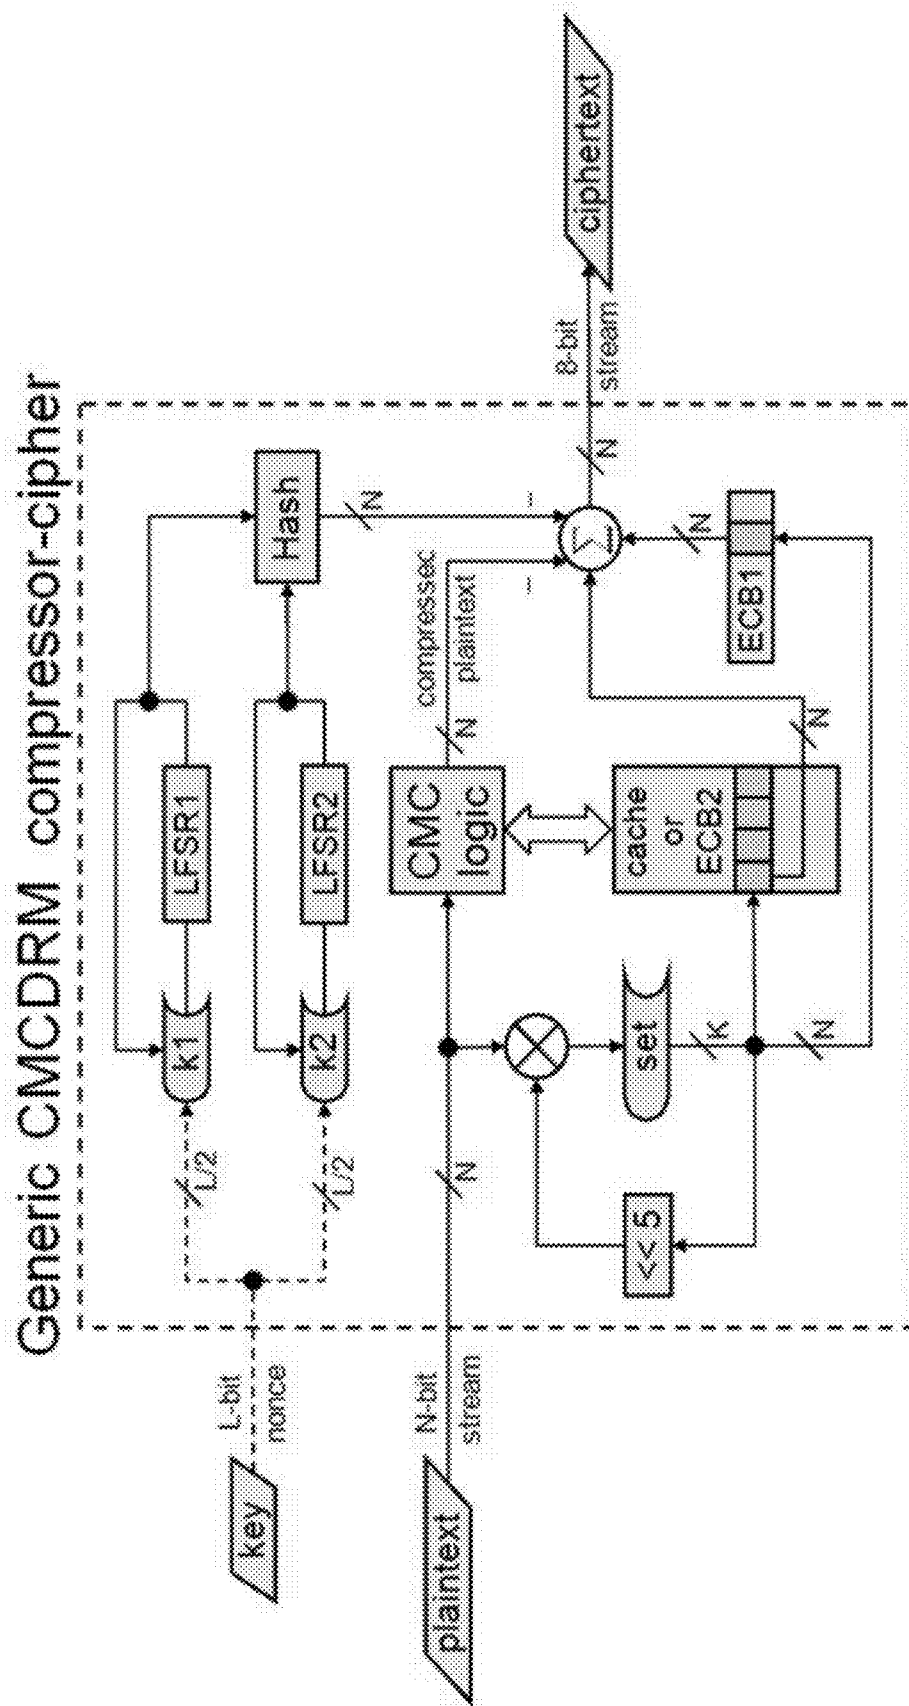 Generic CMCDRM compressor-cipher
key
L-bit
nonce
L/2
L/2
k1
LFSR1
k2
LFSR2
Hash
N
plaintext
N-bit
stream
N
CMC
logic
N
compressec
plaintext
–
–
Σ
N
8-bit
stream
ciphertext
<< 5
set
K
N
cache
or
ECB2
N
ECB1
N